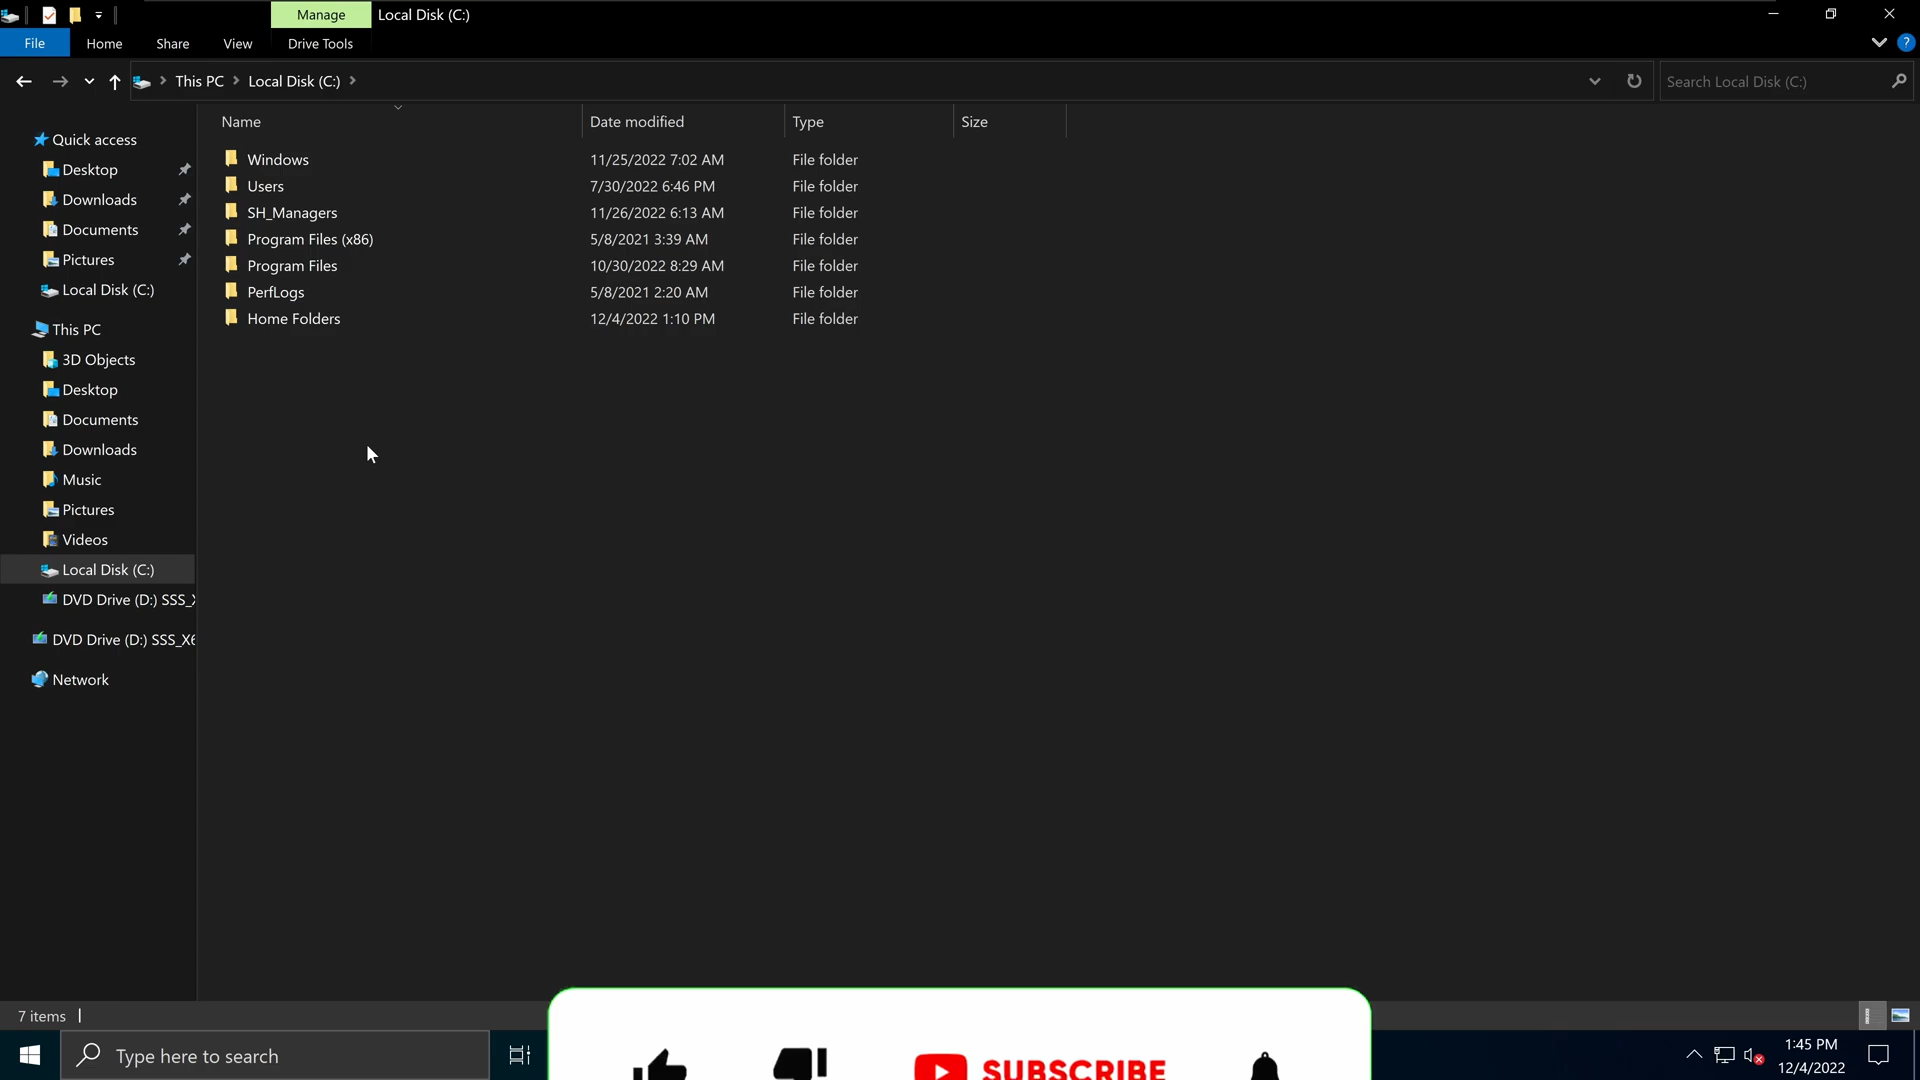 Manage Local Disk (C:)
File Home Share View Drive Tools
This PC Local Disk (C:) Search Local Disk (C:)
Name Date modified Type Size
Quick access
Desktop
Downloads
Documents
Pictures
Local Disk (C:)
This PC
3D Objects
Desktop
Documents
Downloads
Music
Pictures
Videos
Local Disk (C:)
DVD Drive (D:) SSS_X
DVD Drive (D:) SSS_X6
Network
Windows 11/25/2022 7:02 AM File folder
Users 7/30/2022 6:46 PM File folder
SH_Managers 11/26/2022 6:13 AM File folder
Program Files (x86) 5/8/2021 3:39 AM File folder
Program Files 10/30/2022 8:29 AM File folder
PerfLogs 5/8/2021 2:20 AM File folder
Home Folders 12/4/2022 1:10 PM File folder
7 items
Type here to search
SUBSCRIBE
1:45 PM
12/4/2022